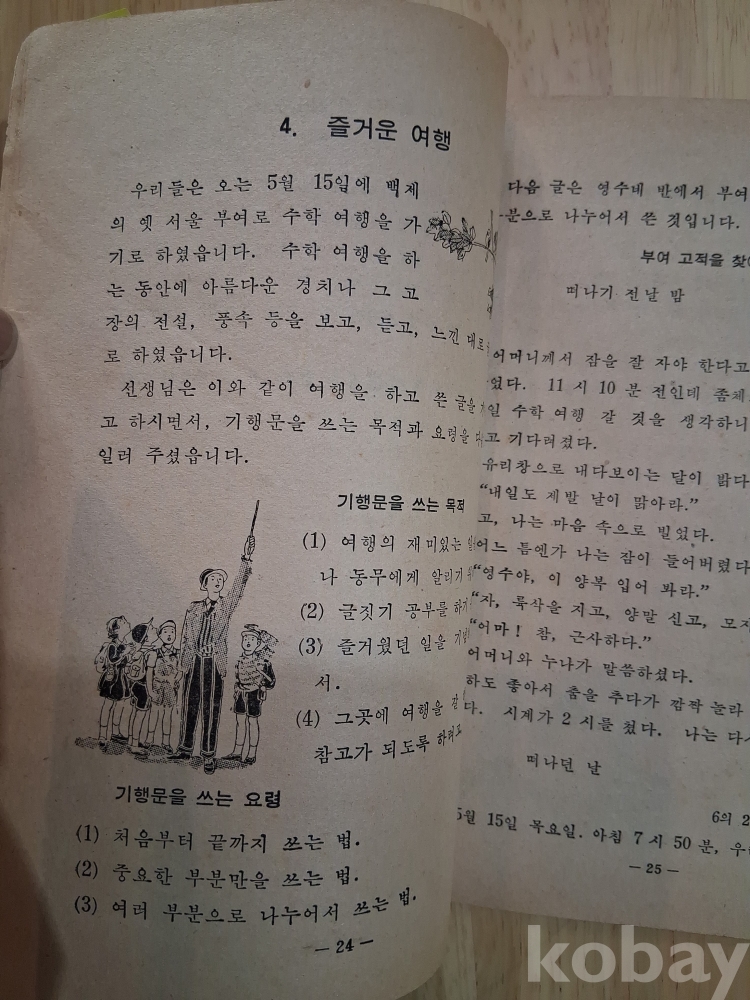 4. 즐거운 여행
우리들은 오는 5월 15일에 백제
의 옛 서울 부여로 수학 여행을 가
기로 하였읍니다. 수학 여행을 하
는 동안에 아름다운 경치나 그 고
장의 전설, 풍속 등을 보고, 듣고, 느낀 대로
로 하였읍니다.
선생님은 이와 같이 여행을 하고 쓴 글을
고 하시면서, 기행문을 쓰는 목적과 요령을
일러 주셨읍니다.
기행문을 쓰는 목적
(1) 여행의 재미있는
나 동무에게 알리기
(2) 글짓기 공부를 하기
(3) 즐거웠던 일을
서.
(4) 그곳에 여행을 갈
참고가 되도록 하려고
기행문을 쓰는 요령
(1) 처음부터 끝까지 쓰는 법.
(2) 중요한 부분만을 쓰는 법.
(3) 여러 부분으로 나누어서 쓰는 법.
— 24 —
다음 글은 영수네 반에서 부여
분으로 나누어서 쓴 것입니다.
부여 고적을 찾아
떠나기 전날 밤
어머니께서 잠을 잘 자야 한다고
었다. 11 시 10 분 전인데 좀체
일 수학 여행 갈 것을 생각하니
고 기다려졌다.
유리창으로 내다보이는 달이 밝다
“내일도 제발 날이 맑아라.”
고, 나는 마음 속으로 빌었다.
어느 틈엔가 나는 잠이 들어버렸다
“영수야, 이 양복 입어 봐라.”
“자, 륙삭을 지고, 양말 신고, 모자
“어마! 참, 근사하다.”
어머니와 누나가 말씀하셨다.
하도 좋아서 춤을 추다가 깜짝 놀라
다. 시계가 2 시를 쳤다. 나는 다시
떠나던 날
6의 2
5월 15일 목요일. 아침 7 시 50 분, 우리
— 25 —
kobay